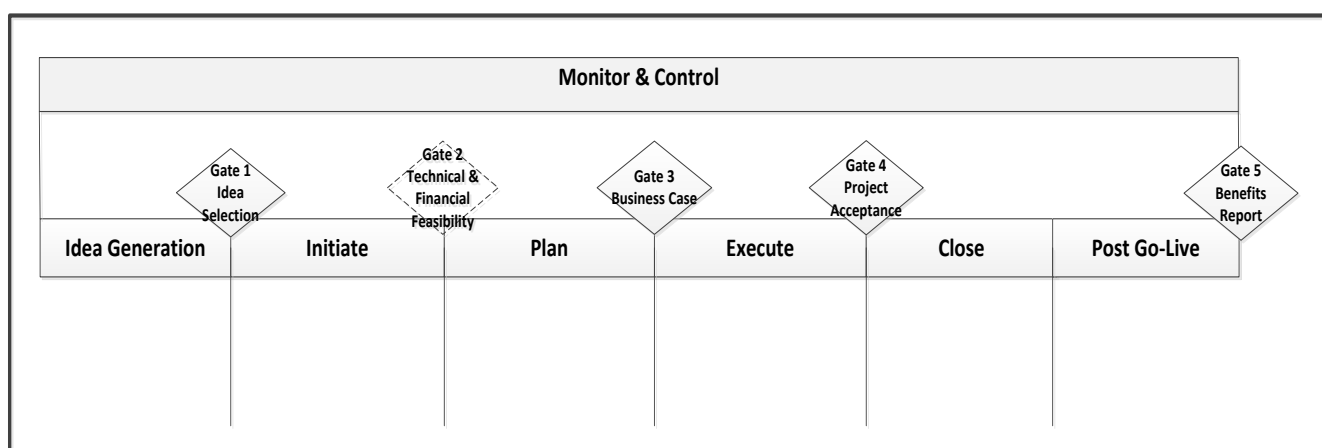 Monitor & Control
Gate 1
Idea
Selection
Gate 2
Technical &
Financial
Feasibility
Gate 3
Business Case
Gate 4
Project
Acceptance
Gate 5
Benefits
Report
Idea Generation
Initiate
Plan
Execute
Close
Post Go-Live